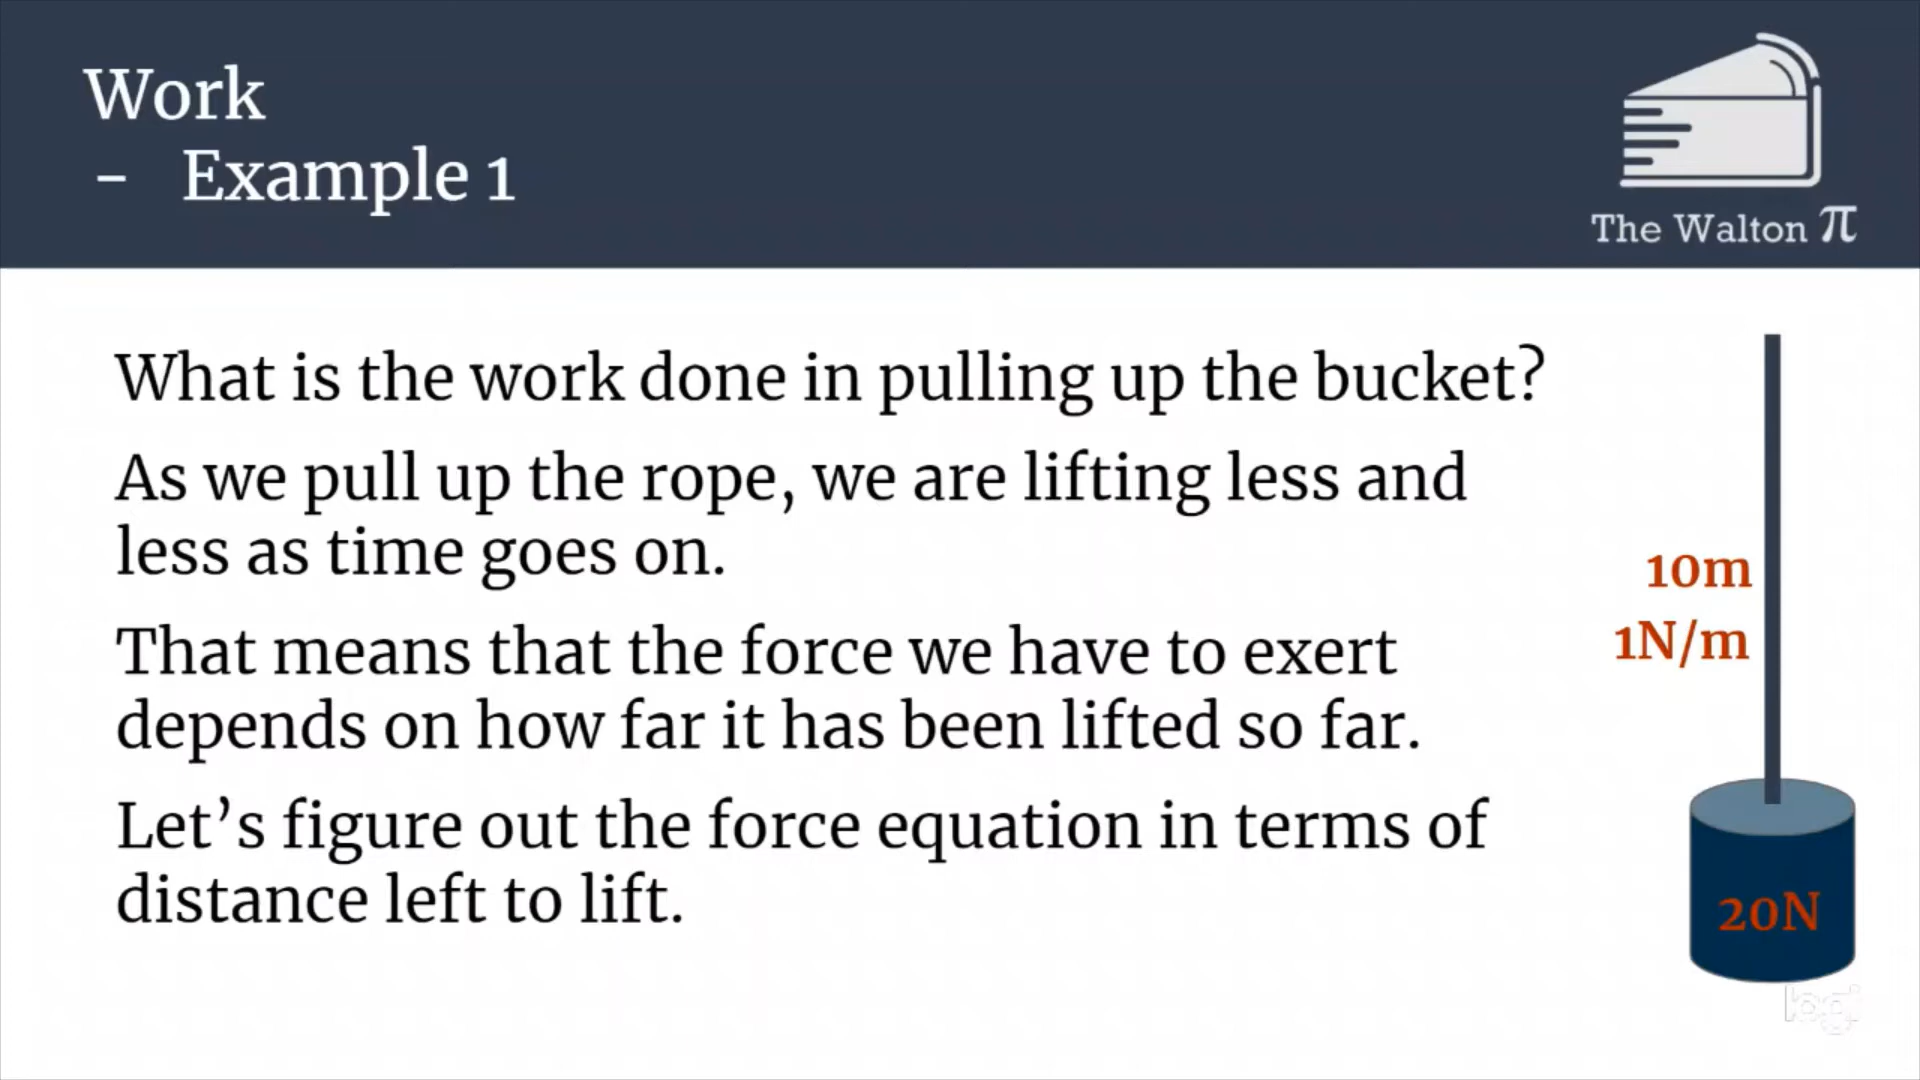 Work
- Example 1
The Walton π
What is the work done in pulling up the bucket?
As we pull up the rope, we are lifting less and
less as time goes on.
That means that the force we have to exert
depends on how far it has been lifted so far.
Let's figure out the force equation in terms of
distance left to lift.
10m
1N/m
20N
logi